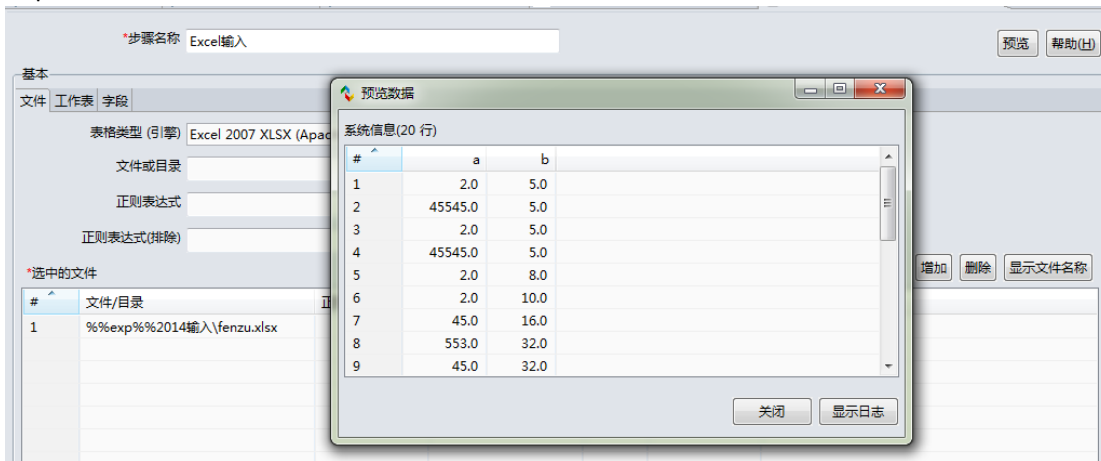 *步骤名称 Excel输入 预览 帮助(H)
基本
文件 工作表 字段
表格类型 (引擎) Excel 2007 XLSX (Apac
文件或目录
正则表达式
正则表达式(排除)
*选中的文件 增加 删除 显示文件名称
# 文件/目录
1 %%exp%%2014输入\fenzu.xlsx
预览数据
系统信息(20 行)
# a b
1 2.0 5.0
2 45545.0 5.0
3 2.0 5.0
4 45545.0 5.0
5 2.0 8.0
6 2.0 10.0
7 45.0 16.0
8 553.0 32.0
9 45.0 32.0
关闭 显示日志